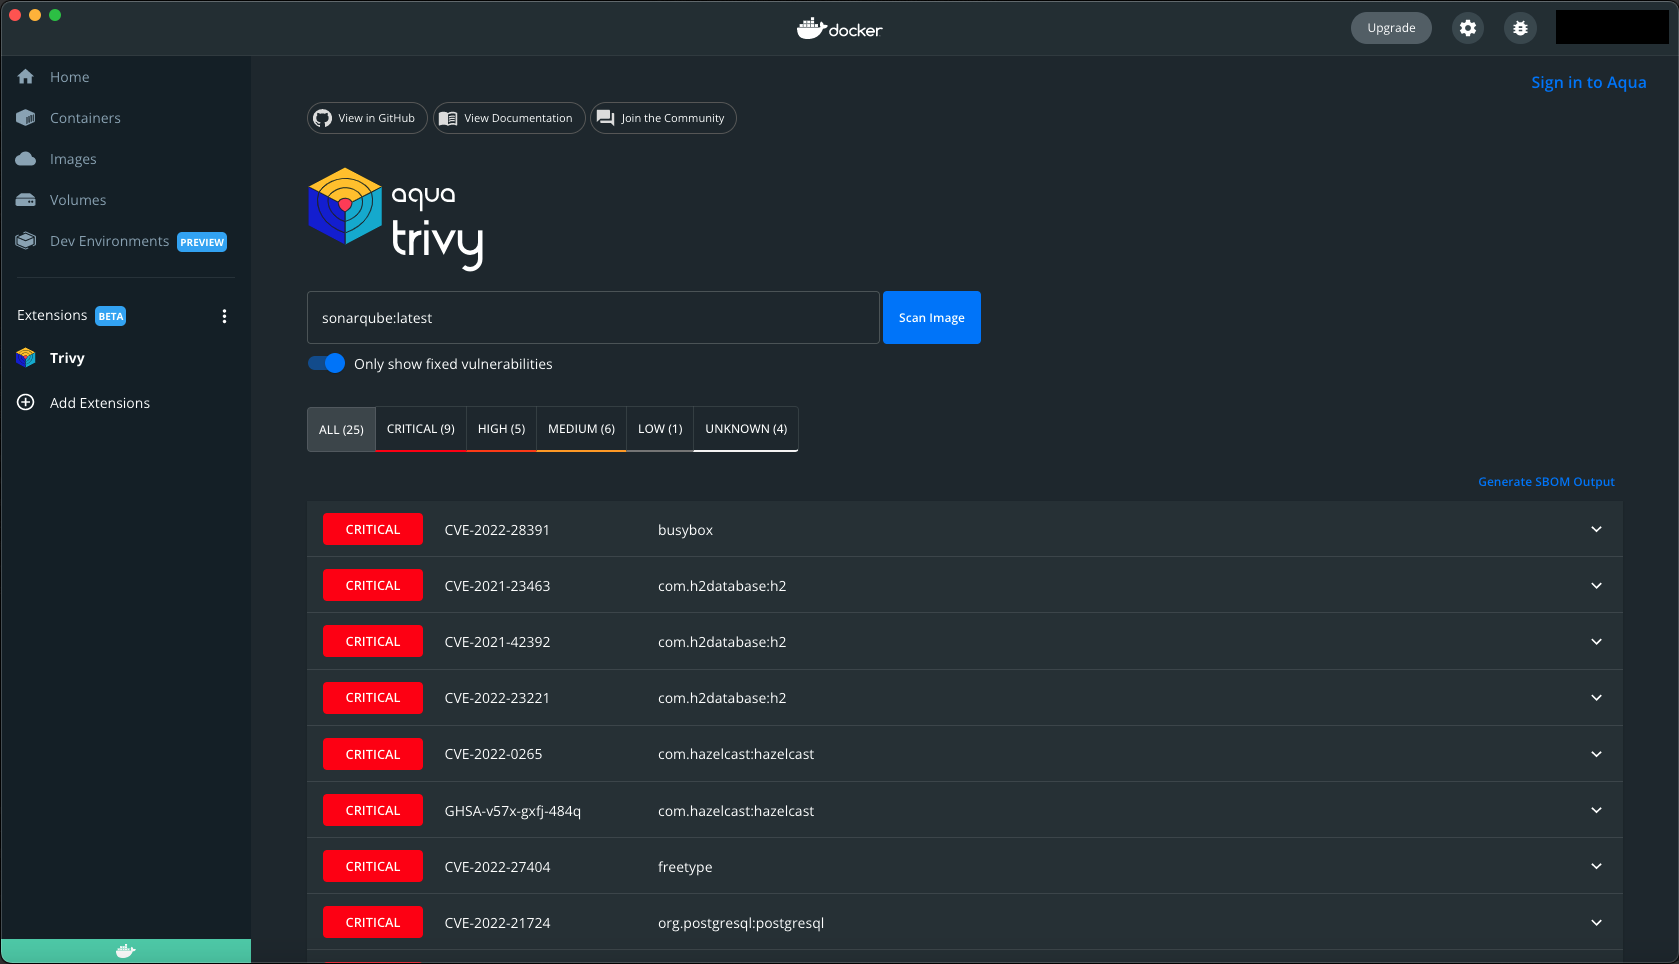 docker
Upgrade
Home
Containers
Images
Volumes
Dev Environments PREVIEW
Extensions BETA
Trivy
Add Extensions
Sign in to Aqua
View in GitHub
View Documentation
Join the Community
aqua
trivy
sonarqube:latest
Scan Image
Only show fixed vulnerabilities
ALL (25) CRITICAL (9) HIGH (5) MEDIUM (6) LOW (1) UNKNOWN (4)
Generate SBOM Output
CRITICAL CVE-2022-28391 busybox
CRITICAL CVE-2021-23463 com.h2database:h2
CRITICAL CVE-2021-42392 com.h2database:h2
CRITICAL CVE-2022-23221 com.h2database:h2
CRITICAL CVE-2022-0265 com.hazelcast:hazelcast
CRITICAL GHSA-v57x-gxfj-484q com.hazelcast:hazelcast
CRITICAL CVE-2022-27404 freetype
CRITICAL CVE-2022-21724 org.postgresql:postgresql